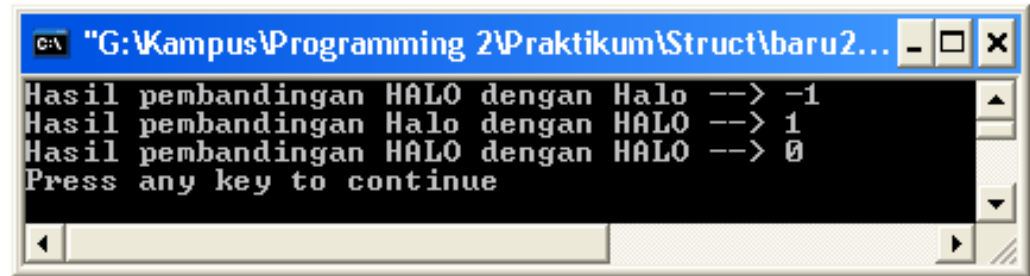 "G:\Kampus\Programming 2\Praktikum\Struct\baru2...
Hasil pembandingan HALO dengan Halo --> -1
Hasil pembandingan Halo dengan HALO --> 1
Hasil pembandingan HALO dengan HALO --> 0
Press any key to continue